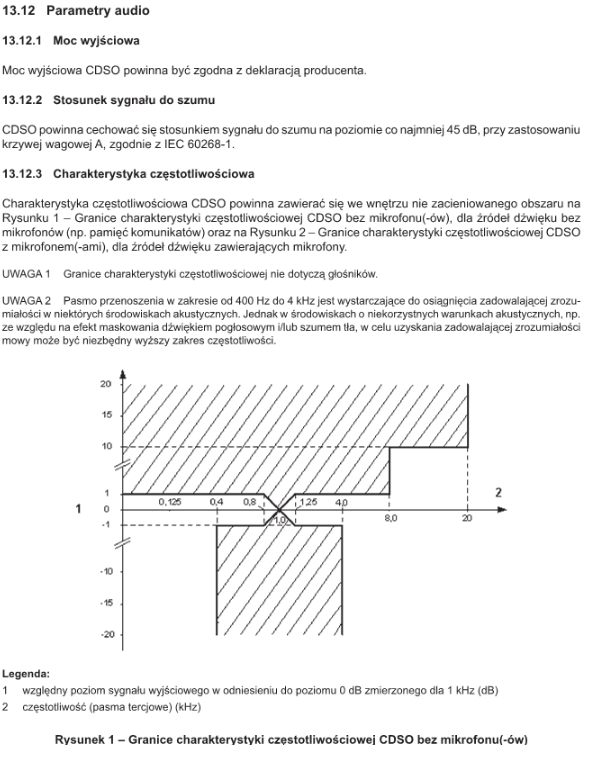 13.12 Parametry audio
13.12.1 Moc wyjściowa
Moc wyjściowa CDSO powinna być zgodna z deklaracją producenta.
13.12.2 Stosunek sygnału do szumu
CDSO powinna cechować się stosunkiem sygnału do szumu na poziomie co najmniej 45 dB, przy zastosowaniu
krzywej wagowej A, zgodnie z IEC 60268-1.
13.12.3 Charakterystyka częstotliwościowa
Charakterystyka częstotliwościowa CDSO powinna zawierać się we wnętrzu nie zacieniowanego obszaru na
Rysunku 1 – Granice charakterystyki częstotliwościowej CDSO bez mikrofonu(-ów), dla źródeł dźwięku bez
mikrofonów (np. pamięć komunikatów) oraz na Rysunku 2 – Granice charakterystyki częstotliwościowej CDSO
z mikrofonem(-ami), dla źródeł dźwięku zawierających mikrofony.
UWAGA 1 Granice charakterystyki częstotliwościowej nie dotyczą głośników.
UWAGA 2 Pasmo przenoszenia w zakresie od 400 Hz do 4 kHz jest wystarczające do osiągnięcia zadowalającej zrozu-
miałości w niektórych środowiskach akustycznych. Jednak w środowiskach o niekorzystnych warunkach akustycznych, np.
ze względu na efekt maskowania dźwiękiem pogłosowym i/lub szumem tła, w celu uzyskania zadowalającej zrozumiałości
mowy może być niezbędny wyższy zakres częstotliwości.
20
15
10
1
0
-1
-10
-15
-20
1
0,125 0,4 0,8 1,0 1.25 4,0 8,0 20
2
Legenda:
1 względny poziom sygnału wyjściowego w odniesieniu do poziomu 0 dB zmierzonego dla 1 kHz (dB)
2 częstotliwość (pasma tercjowe) (kHz)
Rysunek 1 – Granice charakterystyki częstotliwościowej CDSO bez mikrofonu(-ów)